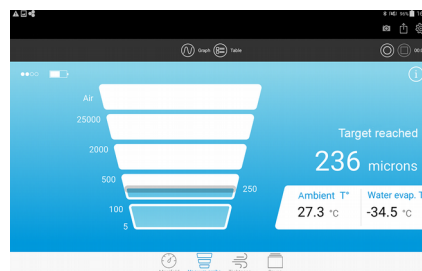 96%
Graph Table
Air
25000
2000
500
250
100
5
Target reached
236 microns
Ambient T° Water evap. T
27.3 °C -34.5 °C